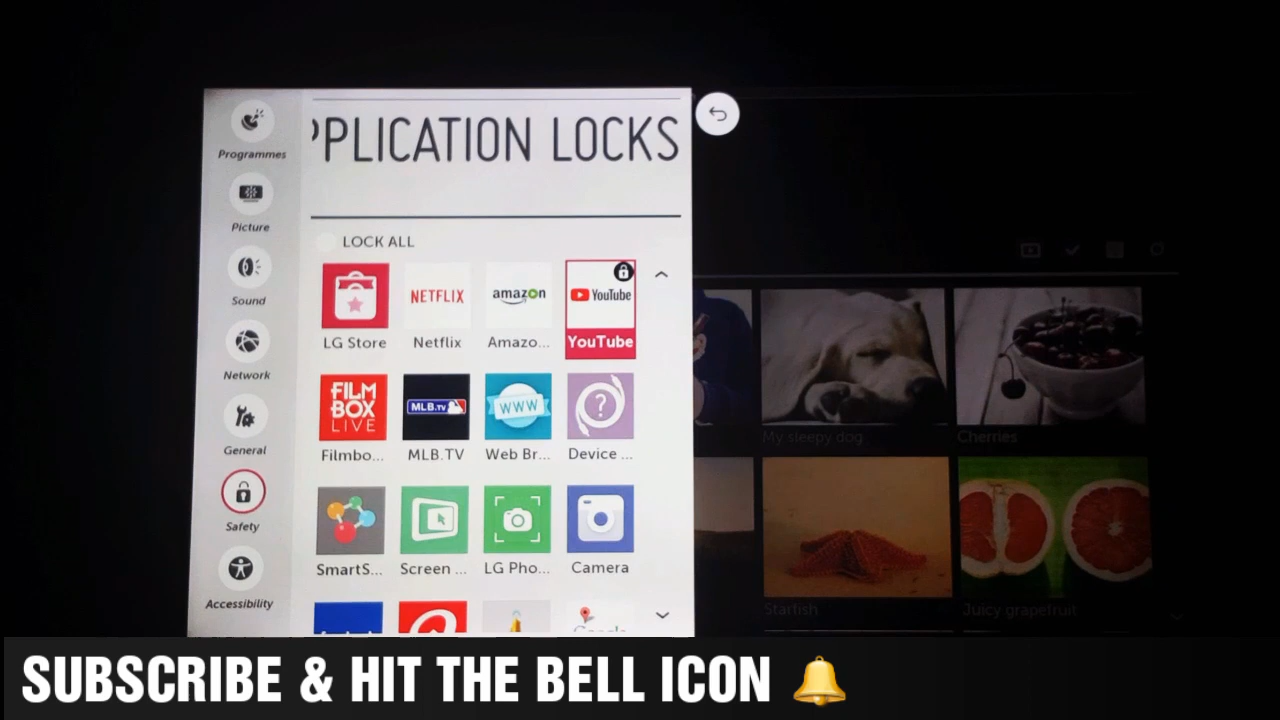 Programmes
Picture
Sound
Network
General
Safety
Accessibility
PPLICATION LOCKS
LOCK ALL
NETFLIX
amazon
YouTube
LG Store
Netflix
Amazo...
YouTube
FILM
BOX
LIVE
MLB.TV
WWW
?
Filmbo...
MLB.TV
Web Br...
Device ...
SmartS...
Screen ...
LG Pho...
Camera
My sleepy dog
Cherries
Starfish
Juicy grapefruit
SUBSCRIBE & HIT THE BELL ICON 🔔